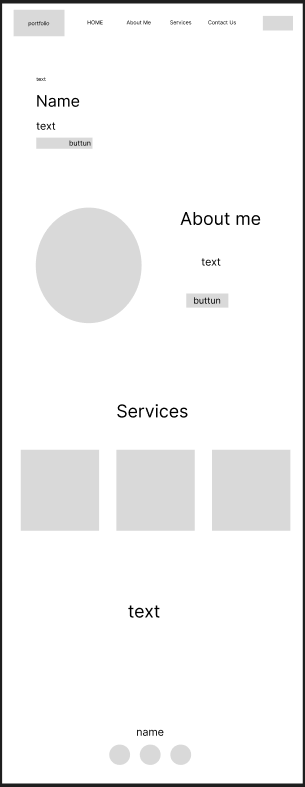 portfolio HOME About Me Services Contact Us
text
Name
text
buttun
About me
text
buttun
Services
text
name